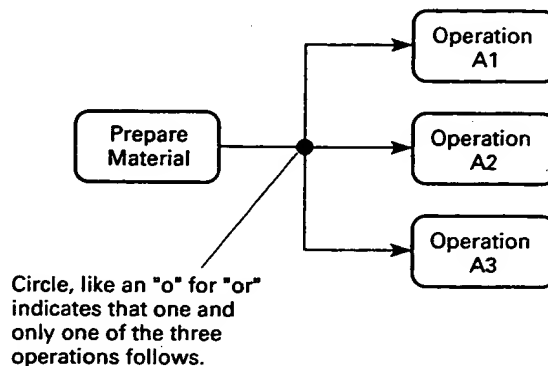 Operation
A1
Prepare
Material
Operation
A2
Operation
A3
Circle, like an "o" for "or"
indicates that one and
only one of the three
operations follows.